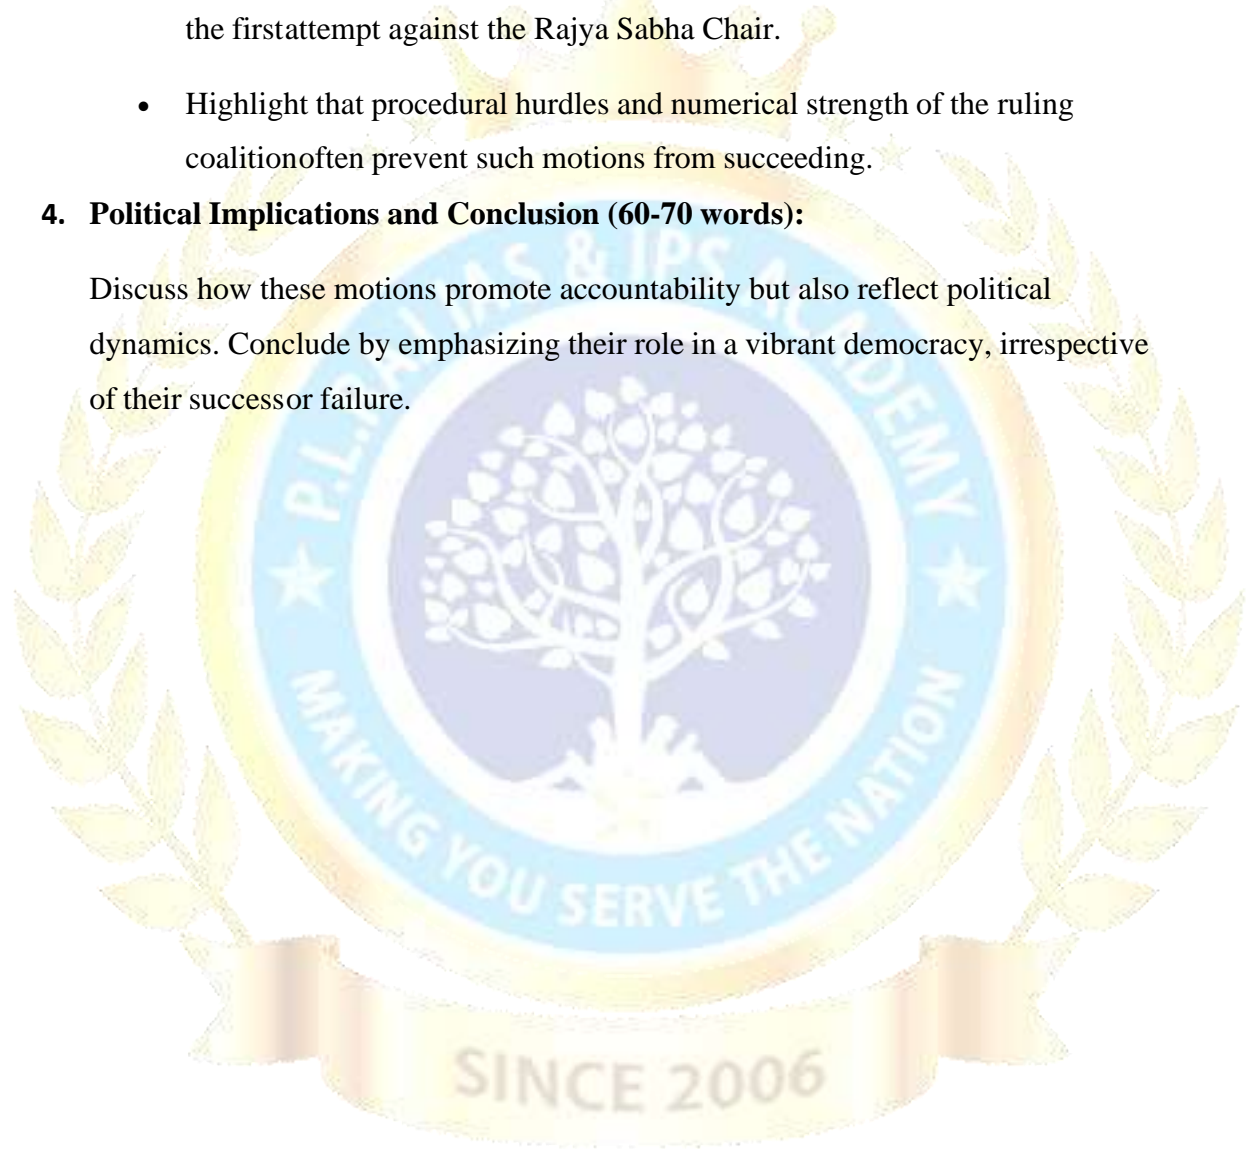 the firstattempt against the Rajya Sabha Chair.
• Highlight that procedural hurdles and numerical strength of the ruling
coalitionoften prevent such motions from succeeding.
4. Political Implications and Conclusion (60-70 words):
Discuss how these motions promote accountability but also reflect political
dynamics. Conclude by emphasizing their role in a vibrant democracy, irrespective
of their successor failure.
P.L.RAJ IAS & IPS ACADEMY
MAKING YOU SERVE THE NATION
SINCE 2006